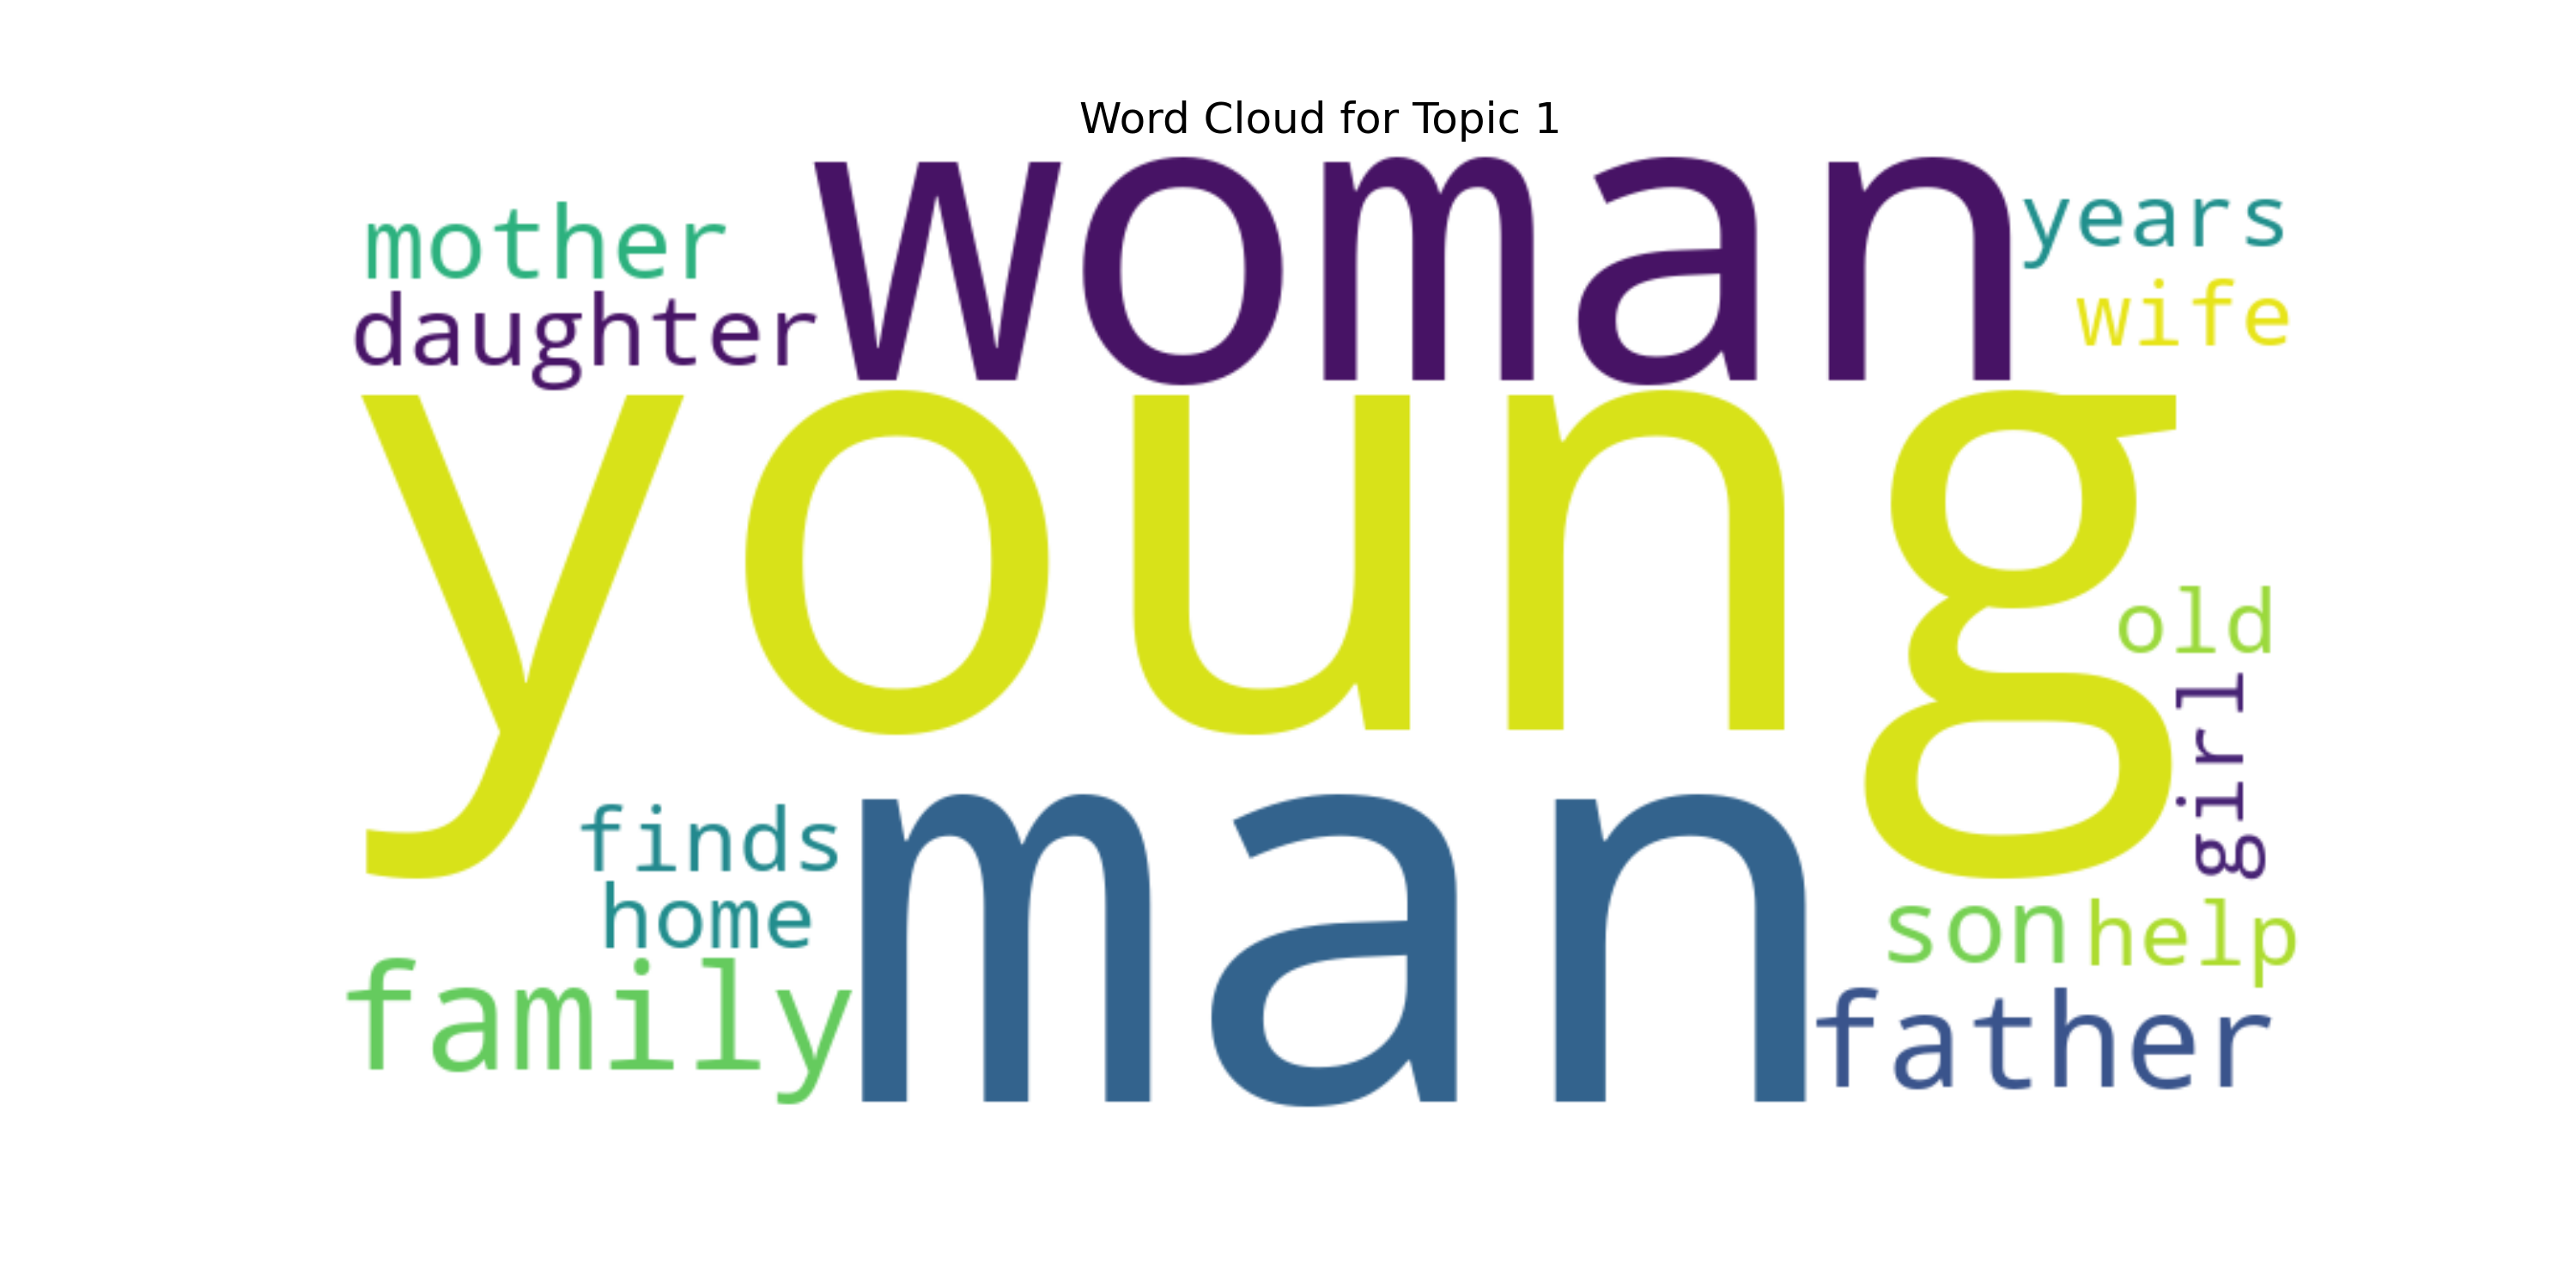 Word Cloud for Topic 1
woman
mother
years
daughter
wife
young
old
girl
finds
man
home
son
help
family
father